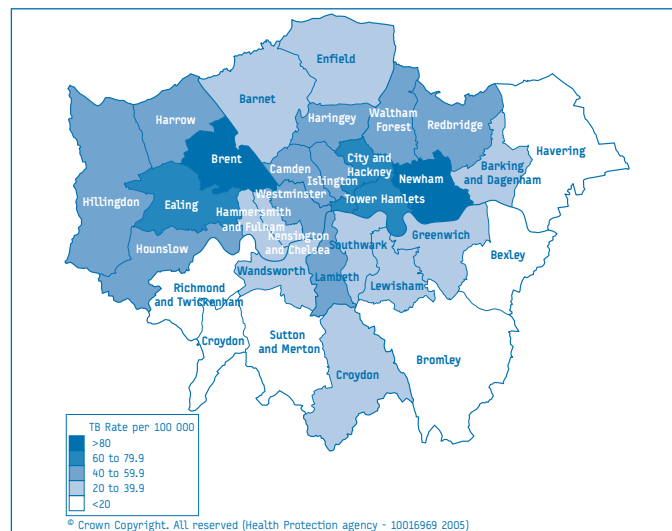 Enfield
Barnet
Harrow
Haringey
Waltham
Forest
Redbridge
Havering
Brent
Camden
Islington
City and
Hackney
Newham
Barking
and Dagenham
Hillingdon
Ealing
Westminster
Tower Hamlets
Hammersmith
and Fulham
Kensington
and Chelsea
Southwark
Greenwich
Hounslow
Bexley
Wandsworth
Lambeth
Lewisham
Richmond
and Twickenham
Croydon
Sutton
and Merton
Croydon
Bromley
TB Rate per 100 000
>80
60 to 79.9
40 to 59.9
20 to 39.9
<20
© Crown Copyright. All reserved (Health Protection agency - 10016969 2005)